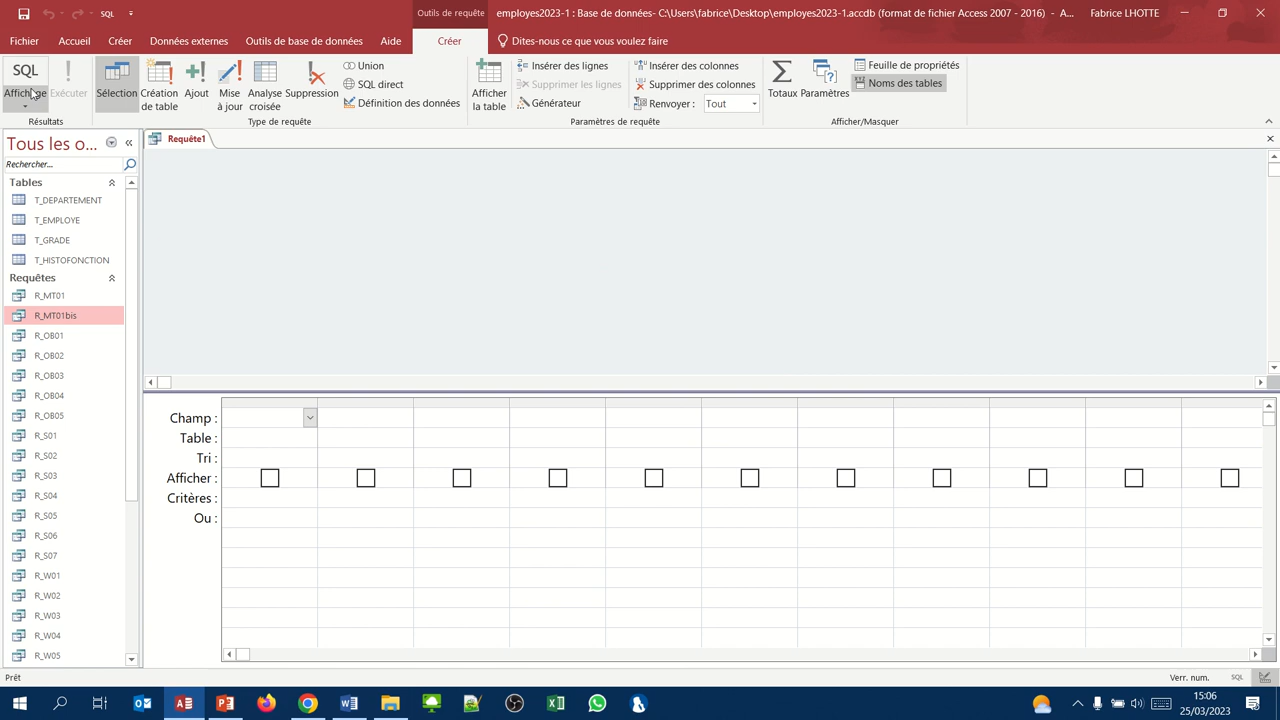 SQL
Outils de requête
employes2023-1 : Base de données- C:\Users\fabrice\Desktop\employes2023-1.accdb (format de fichier Access 2007 - 2016) - A...
Fabrice LHOTTE
Fichier
Accueil
Créer
Données externes
Outils de base de données
Aide
Créer
Dites-nous ce que vous voulez faire
SQL
Affichage
Exécuter
Résultats
Sélection
Création
de table
Ajout
Mise
à jour
Analyse
croisée
Suppression
Union
SQL direct
Définition des données
Type de requête
Afficher
la table
Insérer des lignes
Supprimer des lignes
Générateur
Insérer des colonnes
Supprimer des colonnes
Renvoyer : Tout
Paramètres de requête
Totaux
Paramètres
Feuille de propriétés
Noms des tables
Afficher/Masquer
Tous les o...
Rechercher...
Tables
T_DEPARTEMENT
T_EMPLOYE
T_GRADE
T_HISTOFONCTION
Requêtes
R_MT01
R_MT01bis
R_OB01
R_OB02
R_OB03
R_OB04
R_OB05
R_S01
R_S02
R_S03
R_S04
R_S05
R_S06
R_S07
R_W01
R_W02
R_W03
R_W04
R_W05
Requête1
Champ :
Table :
Tri :
Afficher :
Critères :
Ou :
Prêt
Verr. num.
SQL
15:06
25/03/2023